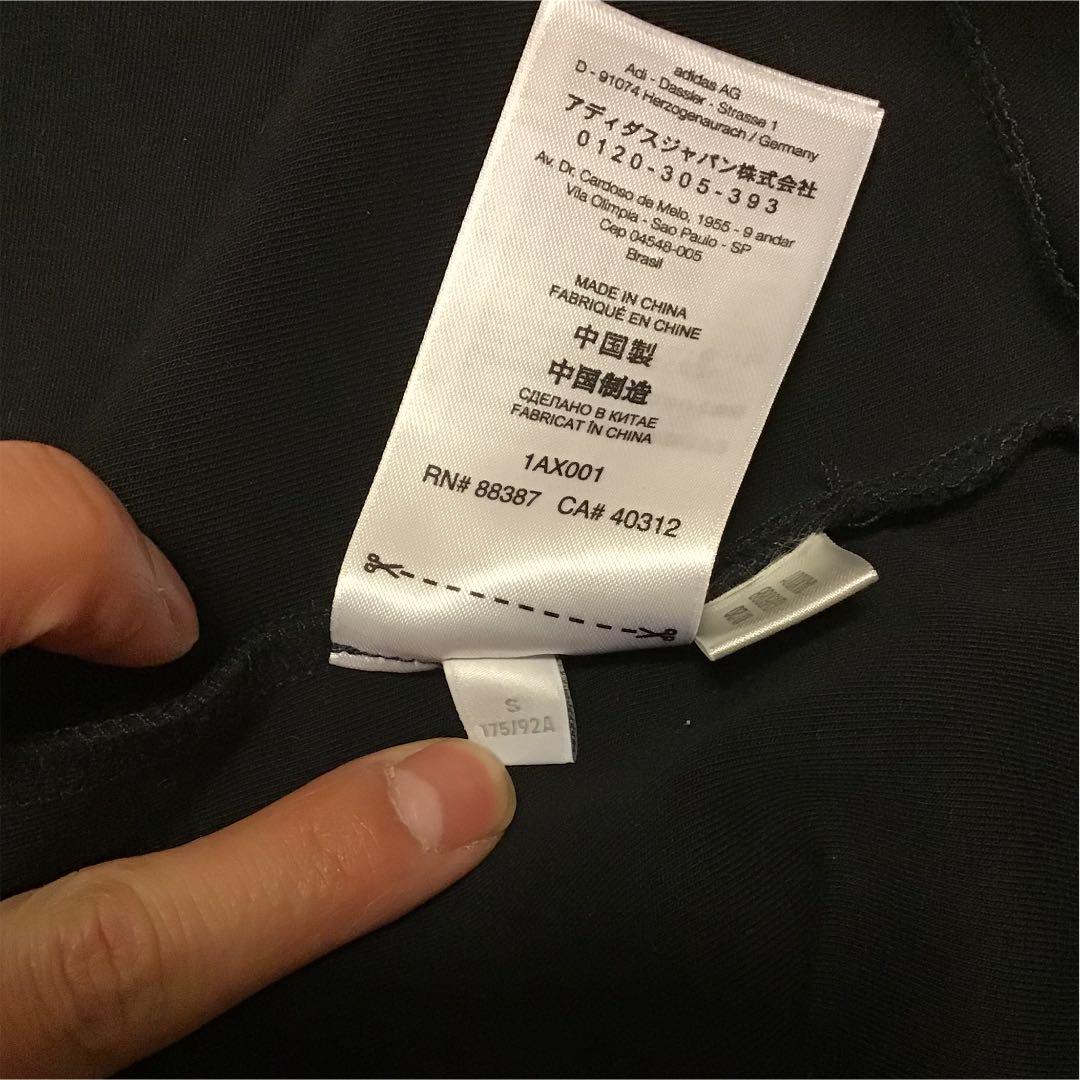 adidas AG
Adi - Dassler - Strasse 1
D - 91074 Herzogenaurach / Germany
アディダスジャパン株式会社
0120-305-393
Av. Dr. Cardoso de Melo, 1955 - 9 andar
Vila Olimpia - Sao Paulo - SP
Cep 04548-005
Brasil
MADE IN CHINA
FABRIQUÉ EN CHINE
中国製
中国制造
СДЕЛАНО В КИТАЕ
FABRICAT ÎN CHINA
1AX001
RN# 88387 CA# 40312
S
175/92A